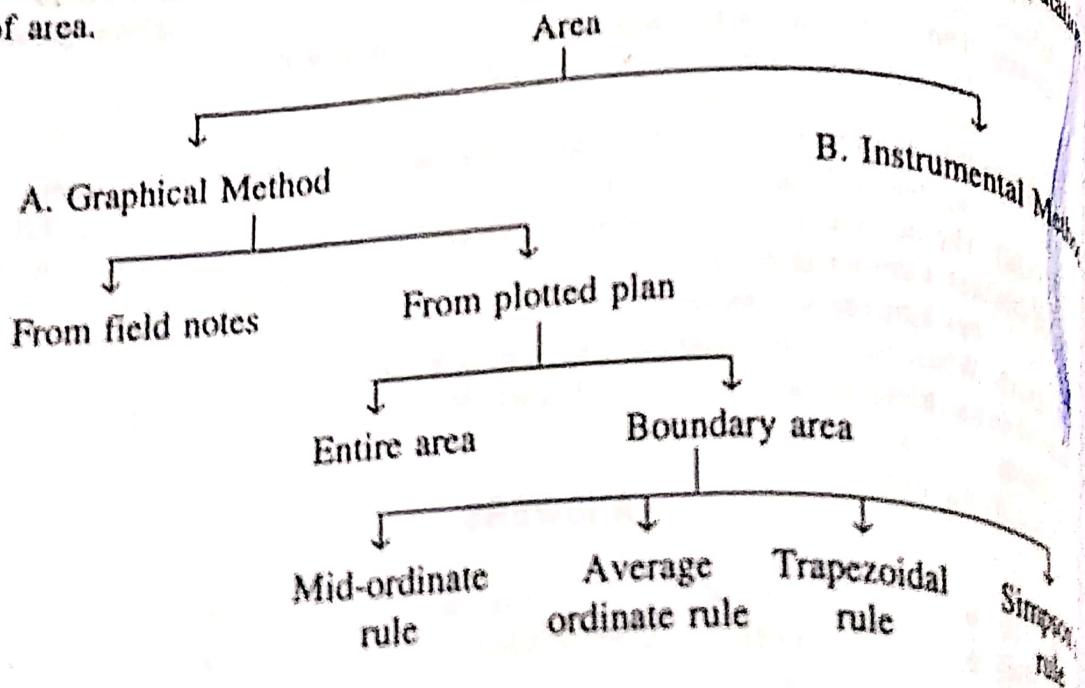 of area.
Area
A. Graphical Method
B. Instrumental
From field notes
From plotted plan
Entire area
Boundary area
Mid-ordinate
rule
Average
ordinate rule
Trapezoidal
rule
rule